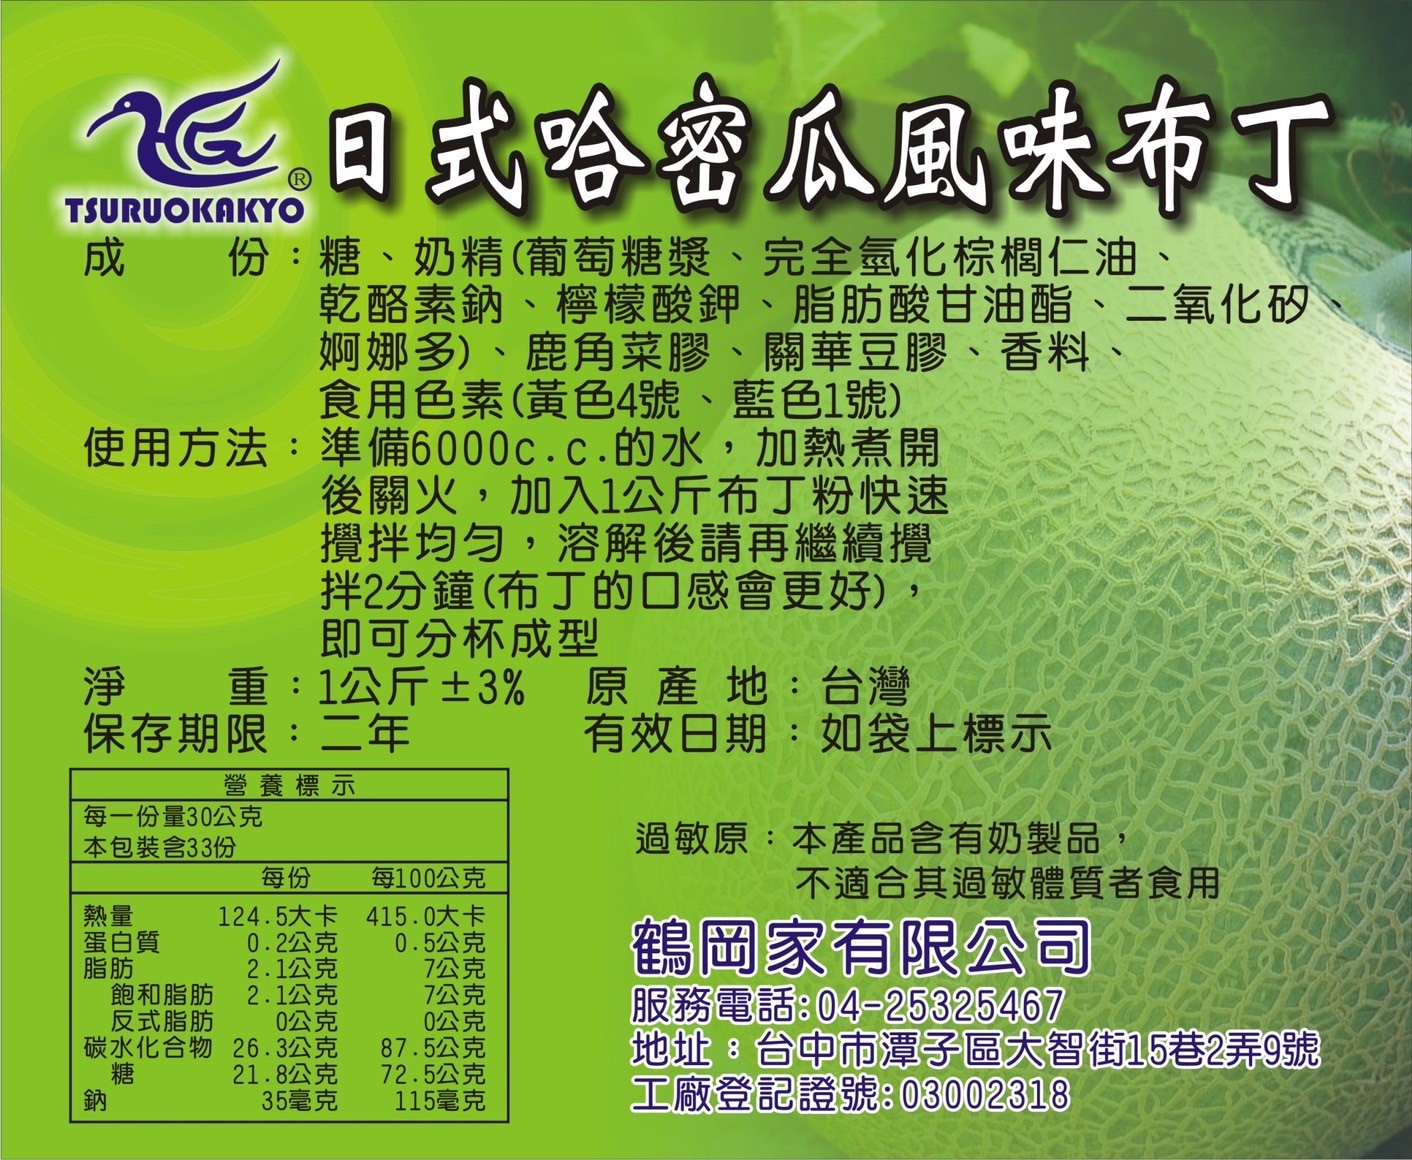 HG
®
TSURUOKAKYO
日式哈密瓜風味布丁
成 份：糖、奶精(葡萄糖漿、完全氫化棕櫚仁油、
乾酪素鈉、檸檬酸鉀、脂肪酸甘油酯、二氧化矽、
婀娜多)、鹿角菜膠、關華豆膠、香料、
食用色素(黃色4號、藍色1號)
使用方法：準備6000c.c.的水，加熱煮開
後關火，加入1公斤布丁粉快速
攪拌均勻，溶解後請再繼續攪
拌2分鐘(布丁的口感會更好)，
即可分杯成型
淨 重：1公斤±3% 原 產 地：台灣
保存期限：二年 有效日期：如袋上標示
營養標示
每一份量30公克
本包裝含33份
每份 每100公克
熱量 124.5大卡 415.0大卡
蛋白質 0.2公克 0.5公克
脂肪 2.1公克 7公克
飽和脂肪 2.1公克 7公克
反式脂肪 0公克 0公克
碳水化合物 26.3公克 87.5公克
糖 21.8公克 72.5公克
鈉 35毫克 115毫克
過敏原：本產品含有奶製品，
不適合其過敏體質者食用
鶴岡家有限公司
服務電話:04-25325467
地址：台中市潭子區大智街15巷2弄9號
工廠登記證號:03002318